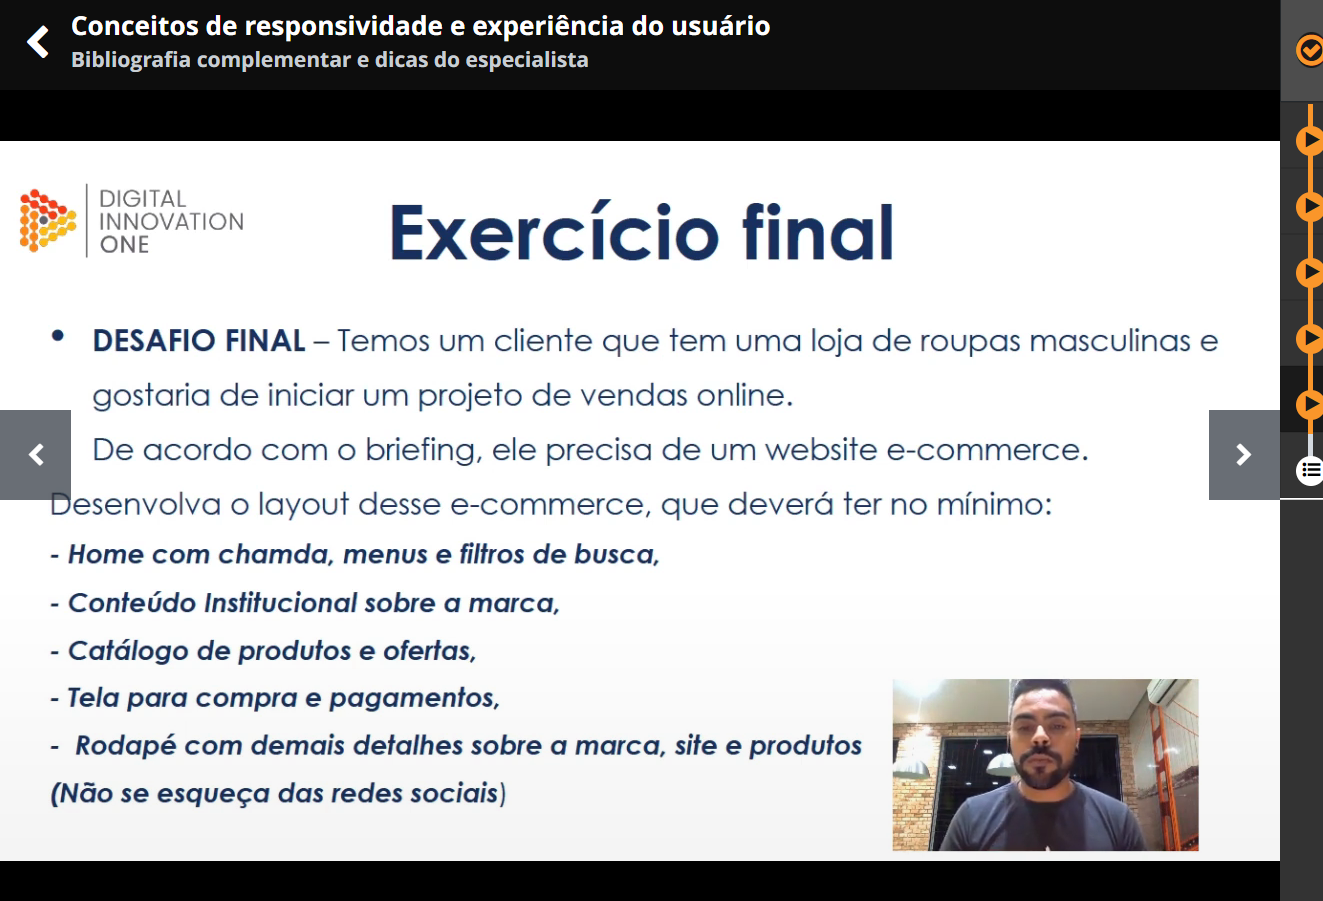 Conceitos de responsividade e experiência do usuário
Bibliografia complementar e dicas do especialista
DIGITAL
INNOVATION
ONE
Exercício final
• DESAFIO FINAL – Temos um cliente que tem uma loja de roupas masculinas e
gostaria de iniciar um projeto de vendas online.
De acordo com o briefing, ele precisa de um website e-commerce.
Desenvolva o layout desse e-commerce, que deverá ter no mínimo:
- Home com chamda, menus e filtros de busca,
- Conteúdo Institucional sobre a marca,
- Catálogo de produtos e ofertas,
- Tela para compra e pagamentos,
- Rodapé com demais detalhes sobre a marca, site e produtos
(Não se esqueça das redes sociais)